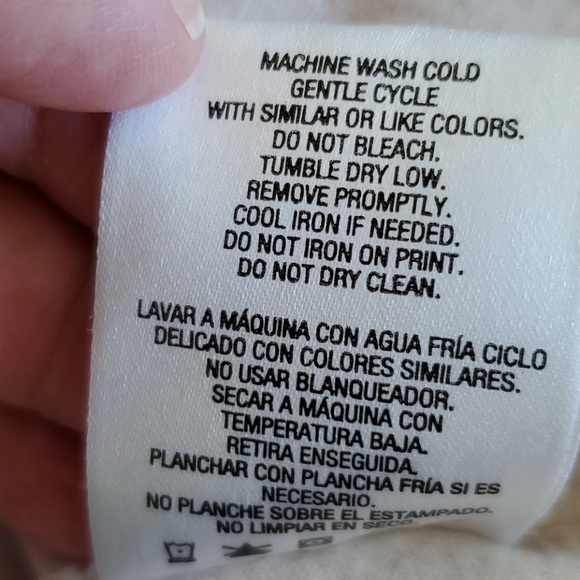 MACHINE WASH COLD
GENTLE CYCLE
WITH SIMILAR OR LIKE COLORS.
DO NOT BLEACH.
TUMBLE DRY LOW.
REMOVE PROMPTLY.
COOL IRON IF NEEDED.
DO NOT IRON ON PRINT.
DO NOT DRY CLEAN.
LAVAR A MÁQUINA CON AGUA FRÍA CICLO
DELICADO CON COLORES SIMILARES.
NO USAR BLANQUEADOR.
SECAR A MÁQUINA CON
TEMPERATURA BAJA.
RETIRA ENSEGUIDA.
PLANCHAR CON PLANCHA FRÍA SI ES
NECESARIO.
NO PLANCHE SOBRE EL ESTAMPADO.
NO LIMPIAR EN SECO.